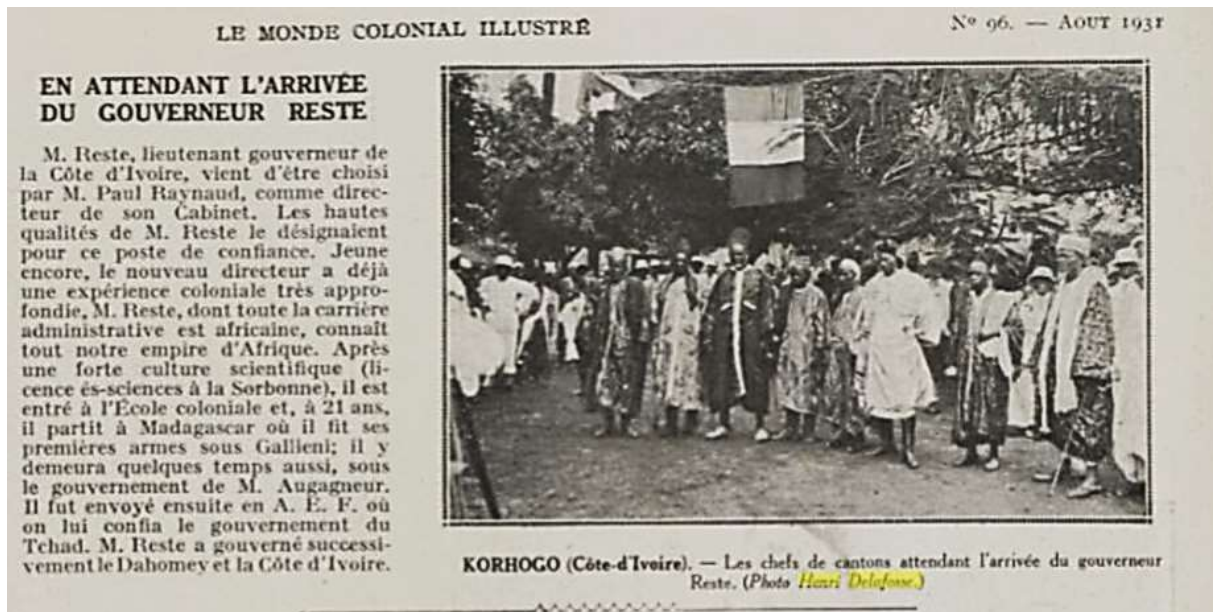 LE MONDE COLONIAL ILLUSTRÉ
Nº 96. — AOUT 1931
EN ATTENDANT L'ARRIVÉE
DU GOUVERNEUR RESTE
M. Reste, lieutenant gouverneur de
la Côte d'Ivoire, vient d'être choisi
par M. Paul Raynaud, comme direc-
teur de son Cabinet. Les hautes
qualités de M. Reste le désignaient
pour ce poste de confiance. Jeune
encore, le nouveau directeur a déjà
une expérience coloniale très appro-
fondie, M. Reste, dont toute la carrière
administrative est africaine, connaît
tout notre empire d'Afrique. Après
une forte culture scientifique (li-
cence és-sciences à la Sorbonne), il est
entré à l'École coloniale et, à 21 ans,
il partit à Madagascar où il fit ses
premières armes sous Gallieni; il y
demeura quelques temps aussi, sous
le gouvernement de M. Augagneur.
Il fut envoyé ensuite en A. E. F. où
on lui confia le gouvernement du
Tchad. M. Reste a gouverné successi-
vement le Dahomey et la Côte d'Ivoire.
KORHOGO (Côte-d'Ivoire). — Les chefs de cantons attendant l'arrivée du gouverneur
Reste. (Photo Henri Delafosse.)